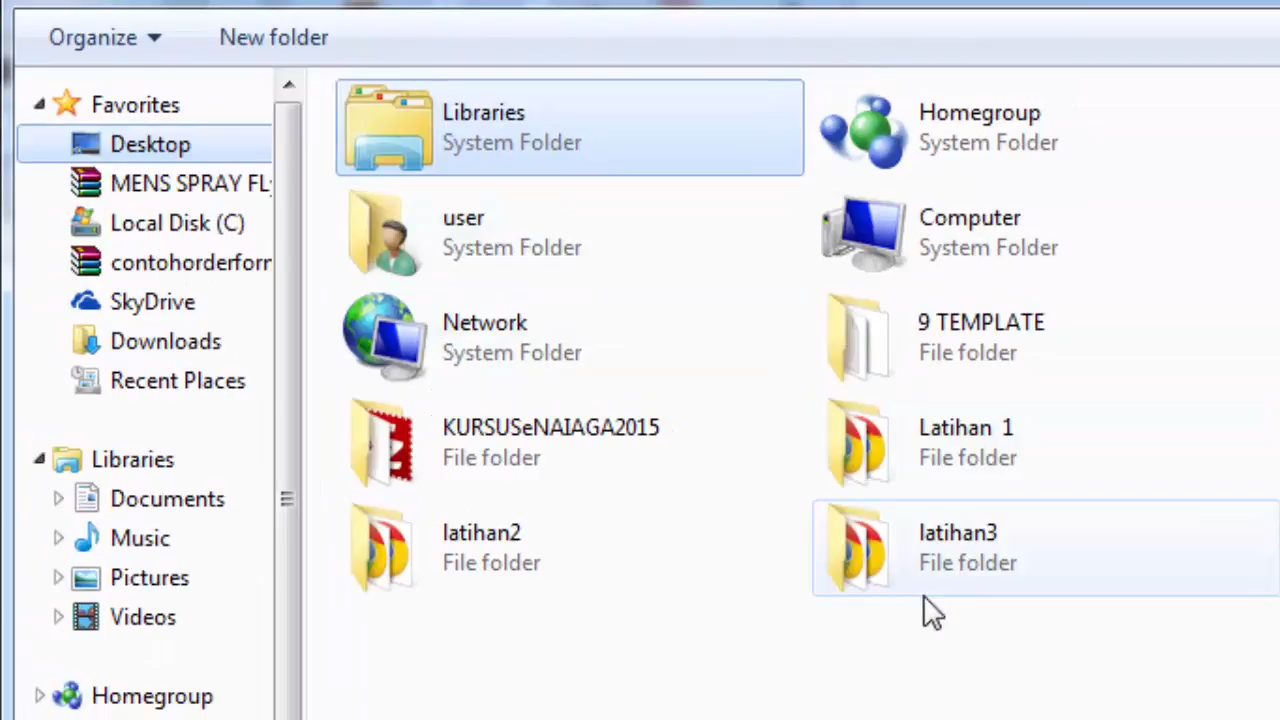 Organize
New folder
Favorites
Desktop
MENS SPRAY FL
Local Disk (C)
contohorderforr
SkyDrive
Downloads
Recent Places
Libraries
Documents
Music
Pictures
Videos
Homegroup
Libraries
System Folder
Homegroup
System Folder
user
System Folder
Computer
System Folder
Network
System Folder
9 TEMPLATE
File folder
KURSUSeNAIAGA2015
File folder
Latihan 1
File folder
latihan2
File folder
latihan3
File folder